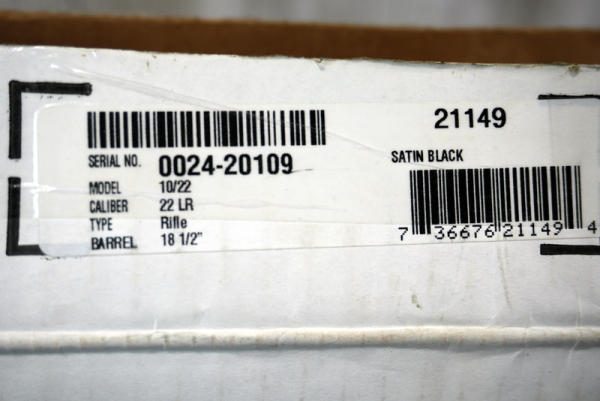 21149
SERIAL NO. 0024-20109
SATIN BLACK
MODEL 10/22
CALIBER 22 LR
TYPE Rifle
BARREL 18 1/2"
7 36676 21149 4